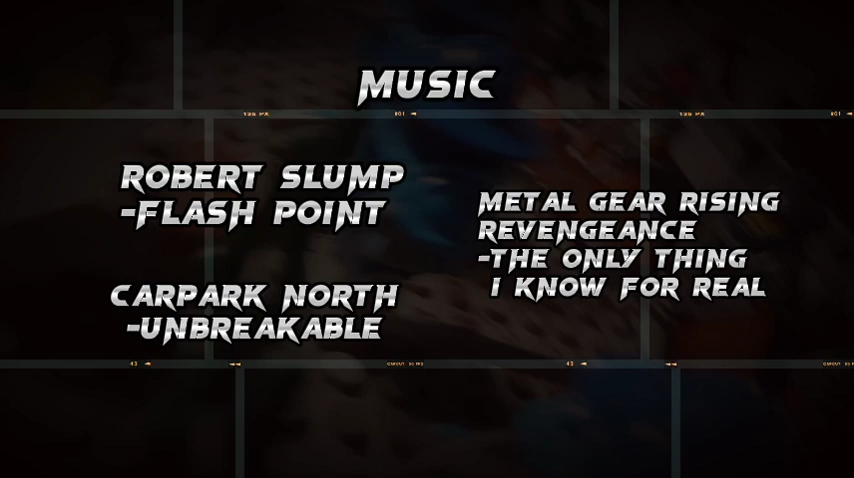 MUSIC
ROBERT SLUMP
-FLASH POINT
CARPARK NORTH
-UNBREAKABLE
METAL GEAR RISING
REVENGEANCE
-THE ONLY THING
I KNOW FOR REAL